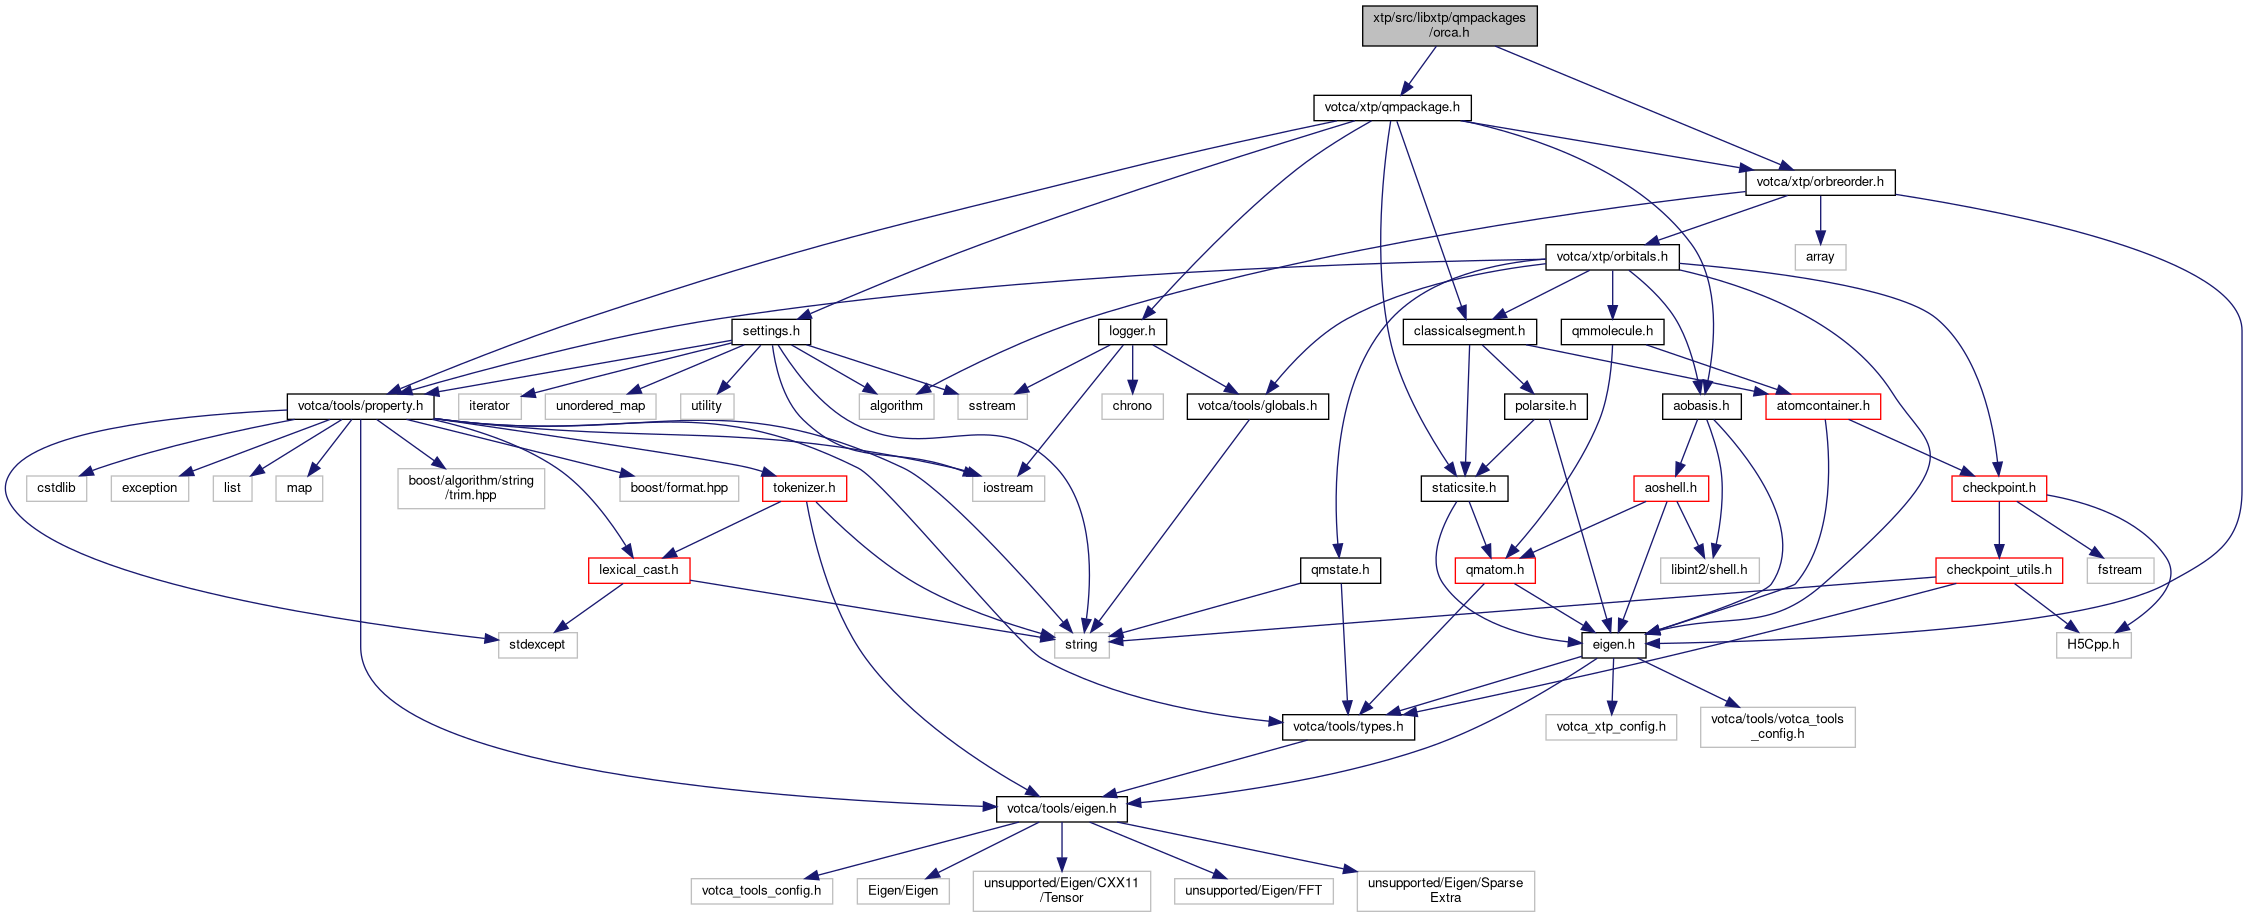 xtp/src/libxtp/qmpackages
/orca.h
votca/xtp/qmpackage.h
votca/xtp/orbreorder.h
votca/xtp/orbitals.h
array
settings.h
logger.h
classicalsegment.h
qmmolecule.h
votca/tools/property.h
iterator
unordered_map
utility
algorithm
sstream
chrono
votca/tools/globals.h
polarsite.h
aobasis.h
atomcontainer.h
cstdlib
exception
list
map
boost/algorithm/string
/trim.hpp
boost/format.hpp
tokenizer.h
iostream
staticsite.h
aoshell.h
checkpoint.h
lexical_cast.h
qmstate.h
qmatom.h
libint2/shell.h
checkpoint_utils.h
fstream
stdexcept
string
eigen.h
H5Cpp.h
votca/tools/types.h
votca_xtp_config.h
votca/tools/votca_tools
_config.h
votca/tools/eigen.h
votca_tools_config.h
Eigen/Eigen
unsupported/Eigen/CXX11
/Tensor
unsupported/Eigen/FFT
unsupported/Eigen/Sparse
Extra